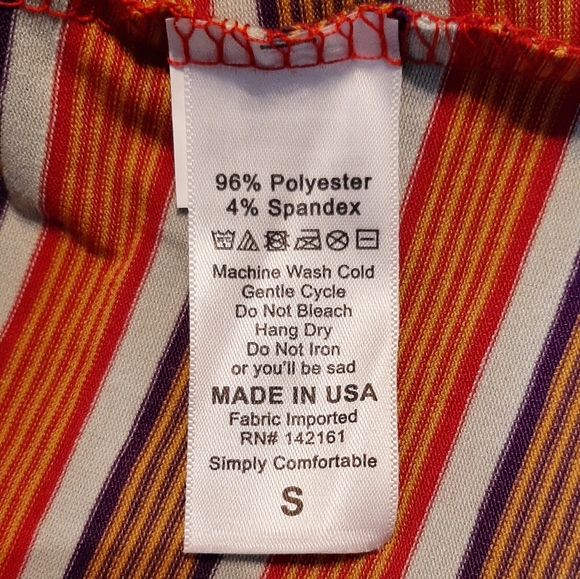 96% Polyester
4% Spandex
Machine Wash Cold
Gentle Cycle
Do Not Bleach
Hang Dry
Do Not Iron
or you'll be sad
MADE IN USA
Fabric Imported
RN# 142161
Simply Comfortable
S